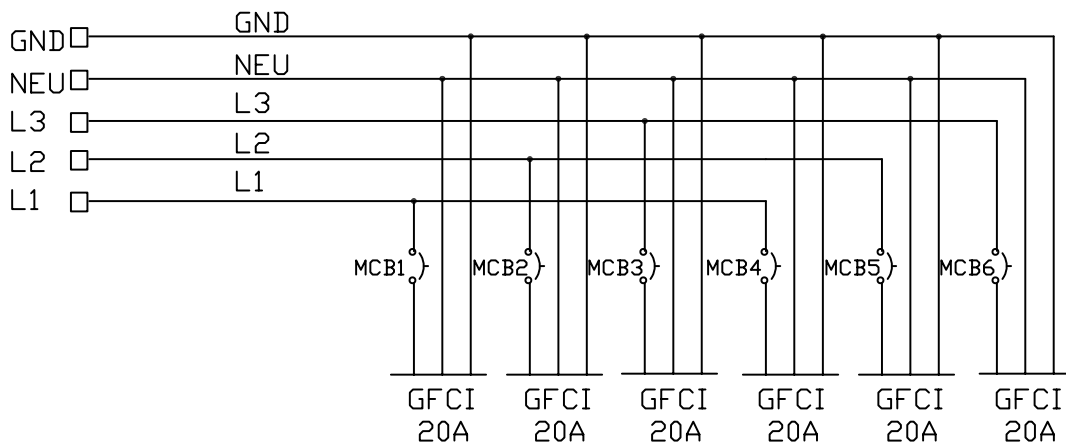 GND
GND
NEU
NEU
L3
L3
L2
L2
L1
L1
MCB1 MCB2 MCB3 MCB4 MCB5 MCB6
GFCI GFCI GFCI GFCI GFCI GFCI
20A 20A 20A 20A 20A 20A